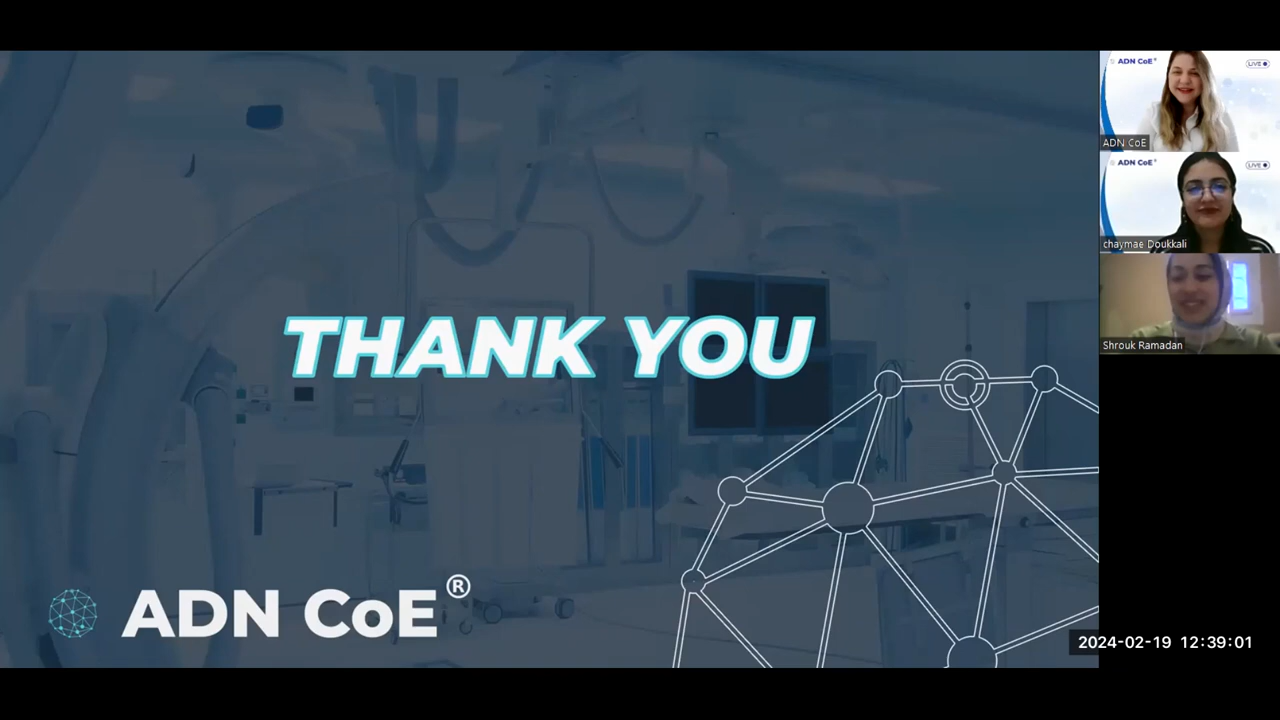 THANK YOU
ADN CoE®
ADN CoE®
LIVE
ADN CoE
ADN CoE®
LIVE
chaymae Doukkali
Shrouk Ramadan
2024-02-19 12:39:01